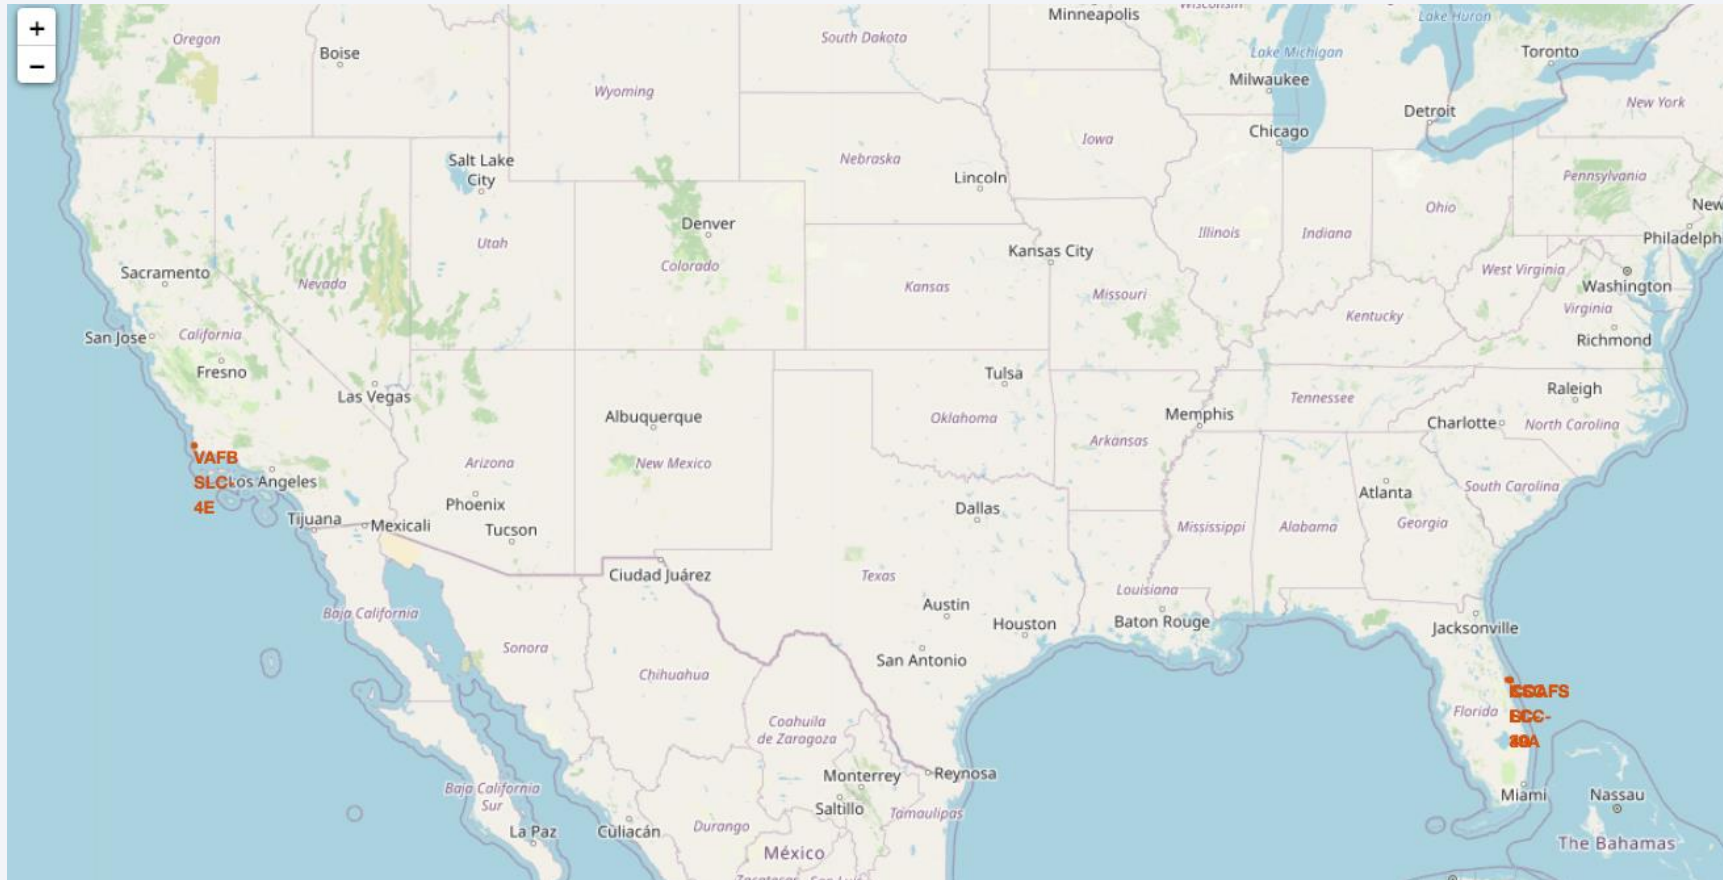 +
−
Minneapolis
Wisconsin
Lake Huron
Oregon
Boise
South Dakota
Lake Michigan
Toronto
Milwaukee
Wyoming
New York
Detroit
Chicago
Iowa
Salt Lake
City
Nebraska
Lincoln
Pennsylvania
New
Ohio
Denver
Illinois
Indiana
Philadelph
Utah
Kansas City
Colorado
Sacramento
Nevada
West Virginia
Washington
Kansas
Missouri
Virginia
Kentucky
San Jose
California
Richmond
Fresno
Tulsa
Las Vegas
Raleigh
Tennessee
Albuquerque
Oklahoma
Memphis
Charlotte
North Carolina
Arkansas
VAFB
SLC-
4E
Los Angeles
Arizona
New Mexico
Phoenix
Atlanta
South Carolina
Dallas
Tijuana
Mexicali
Tucson
Mississippi
Alabama
Georgia
Ciudad Juárez
Texas
Louisiana
Baja California
Austin
Houston
Baton Rouge
Jacksonville
Sonora
San Antonio
Chihuahua
Florida
Coahuila
de Zaragoza
Monterrey
Reynosa
Baja California
Sur
Saltillo
Tamaulipas
Miami
Nassau
La Paz
Culiacán
Durango
México
The Bahamas